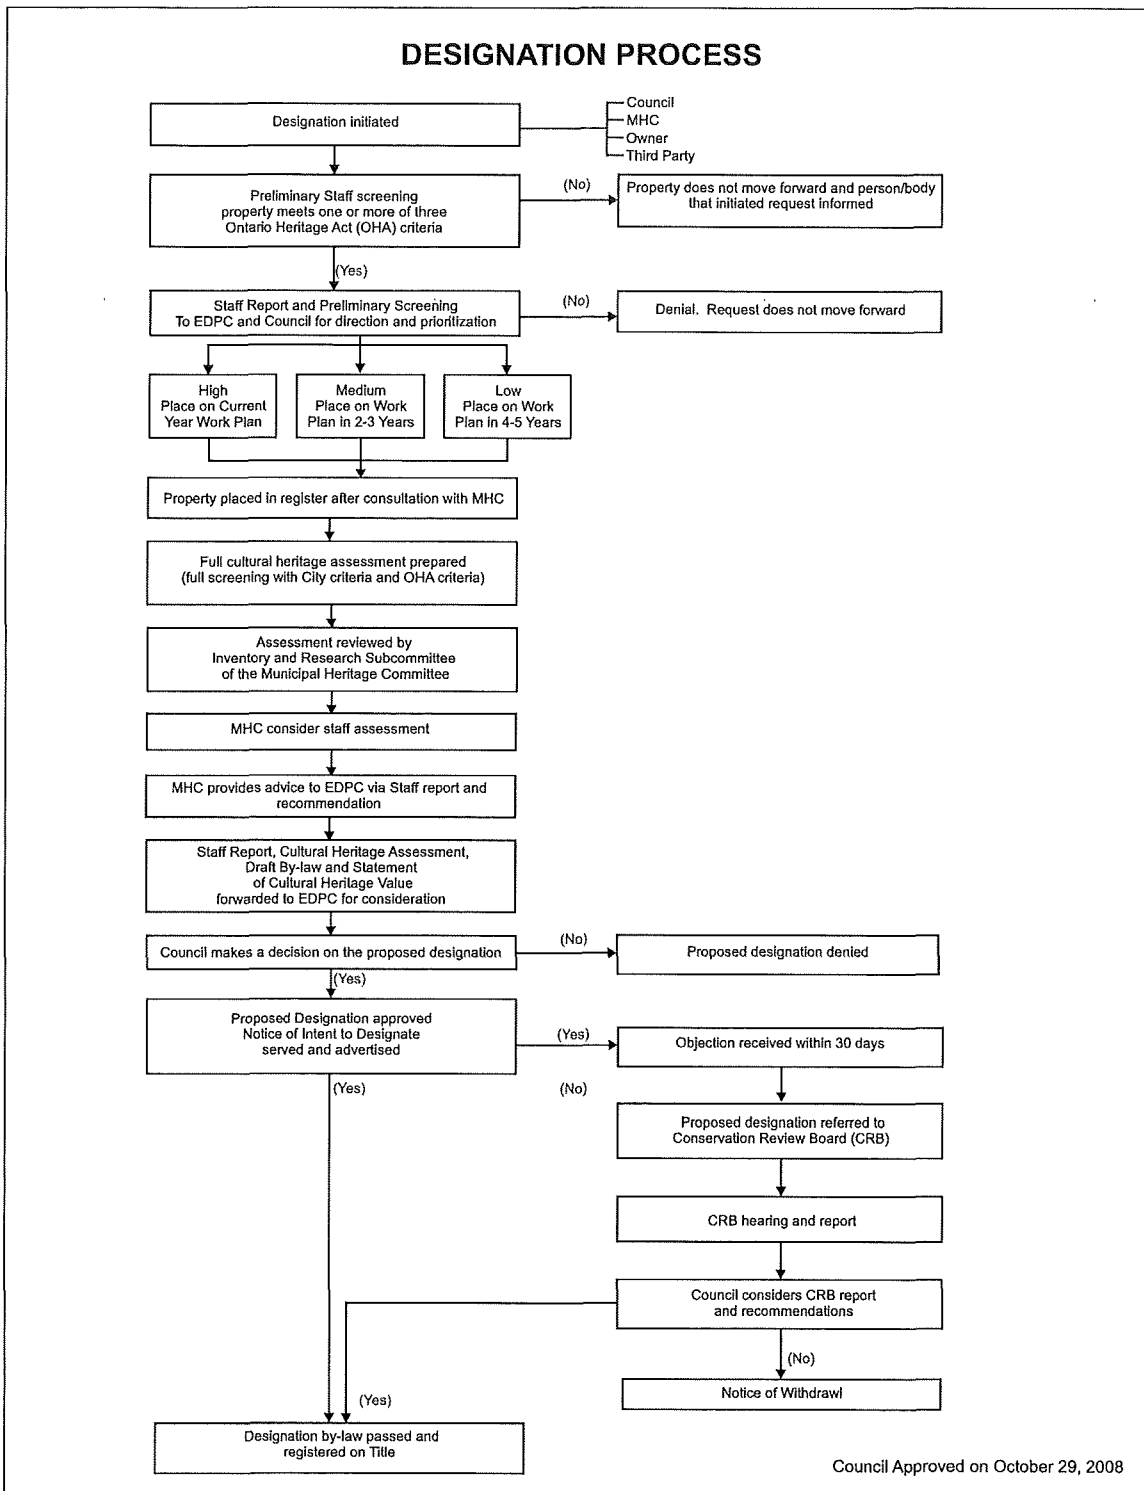 DESIGNATION PROCESS
Designation initiated
Council
MHC
Owner
Third Party
Preliminary Staff screening
property meets one or more of three
Ontario Heritage Act (OHA) criteria
(No)
Property does not move forward and person/body
that initiated request informed
(Yes)
Staff Report and Preliminary Screening
To EDPC and Council for direction and prioritization
(No)
Denial. Request does not move forward
High
Place on Current
Year Work Plan
Medium
Place on Work
Plan in 2-3 Years
Low
Place on Work
Plan in 4-5 Years
Property placed in register after consultation with MHC
Full cultural heritage assessment prepared
(full screening with City criteria and OHA criteria)
Assessment reviewed by
Inventory and Research Subcommittee
of the Municipal Heritage Committee
MHC consider staff assessment
MHC provides advice to EDPC via Staff report and
recommendation
Staff Report, Cultural Heritage Assessment,
Draft By-law and Statement
of Cultural Heritage Value
forwarded to EDPC for consideration
Council makes a decision on the proposed designation
(No)
Proposed designation denied
(Yes)
Proposed Designation approved
Notice of Intent to Designate
served and advertised
(Yes)
Objection received within 30 days
(Yes)
(No)
Proposed designation referred to
Conservation Review Board (CRB)
CRB hearing and report
Council considers CRB report
and recommendations
(No)
Notice of Withdrawl
(Yes)
Designation by-law passed and
registered on Title
Council Approved on October 29, 2008